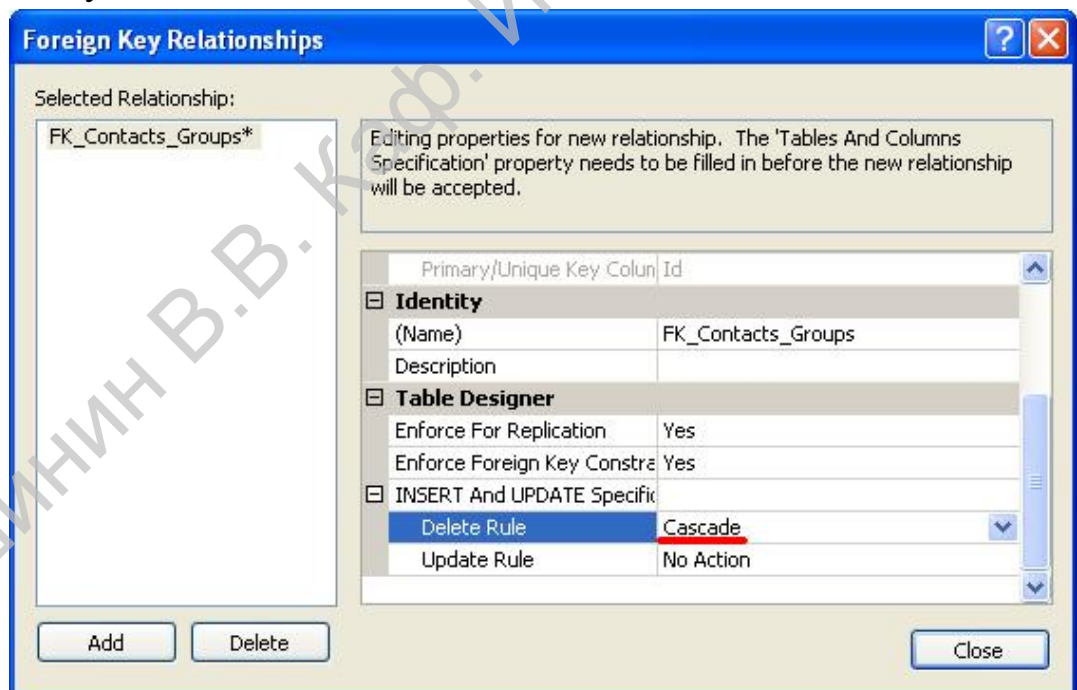 Foreign Key Relationships
Selected Relationship:
FK_Contacts_Groups*
Editing properties for new relationship. The 'Tables And Columns
Specification' property needs to be filled in before the new relationship
will be accepted.
Primary/Unique Key Colun Id
Identity
(Name) FK_Contacts_Groups
Description
Table Designer
Enforce For Replication Yes
Enforce Foreign Key Constra Yes
INSERT And UPDATE Specific
Delete Rule Cascade
Update Rule No Action
Add Delete
Close
В.В. Каф.